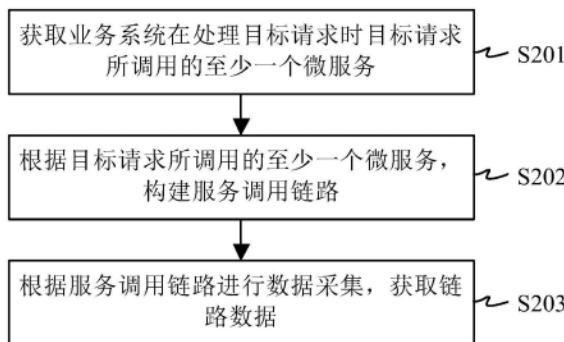 获取业务系统在处理目标请求时目标请求
所调用的至少一个微服务
S201
根据目标请求所调用的至少一个微服务，
构建服务调用链路
S202
根据服务调用链路进行数据采集，获取链
路数据
S203